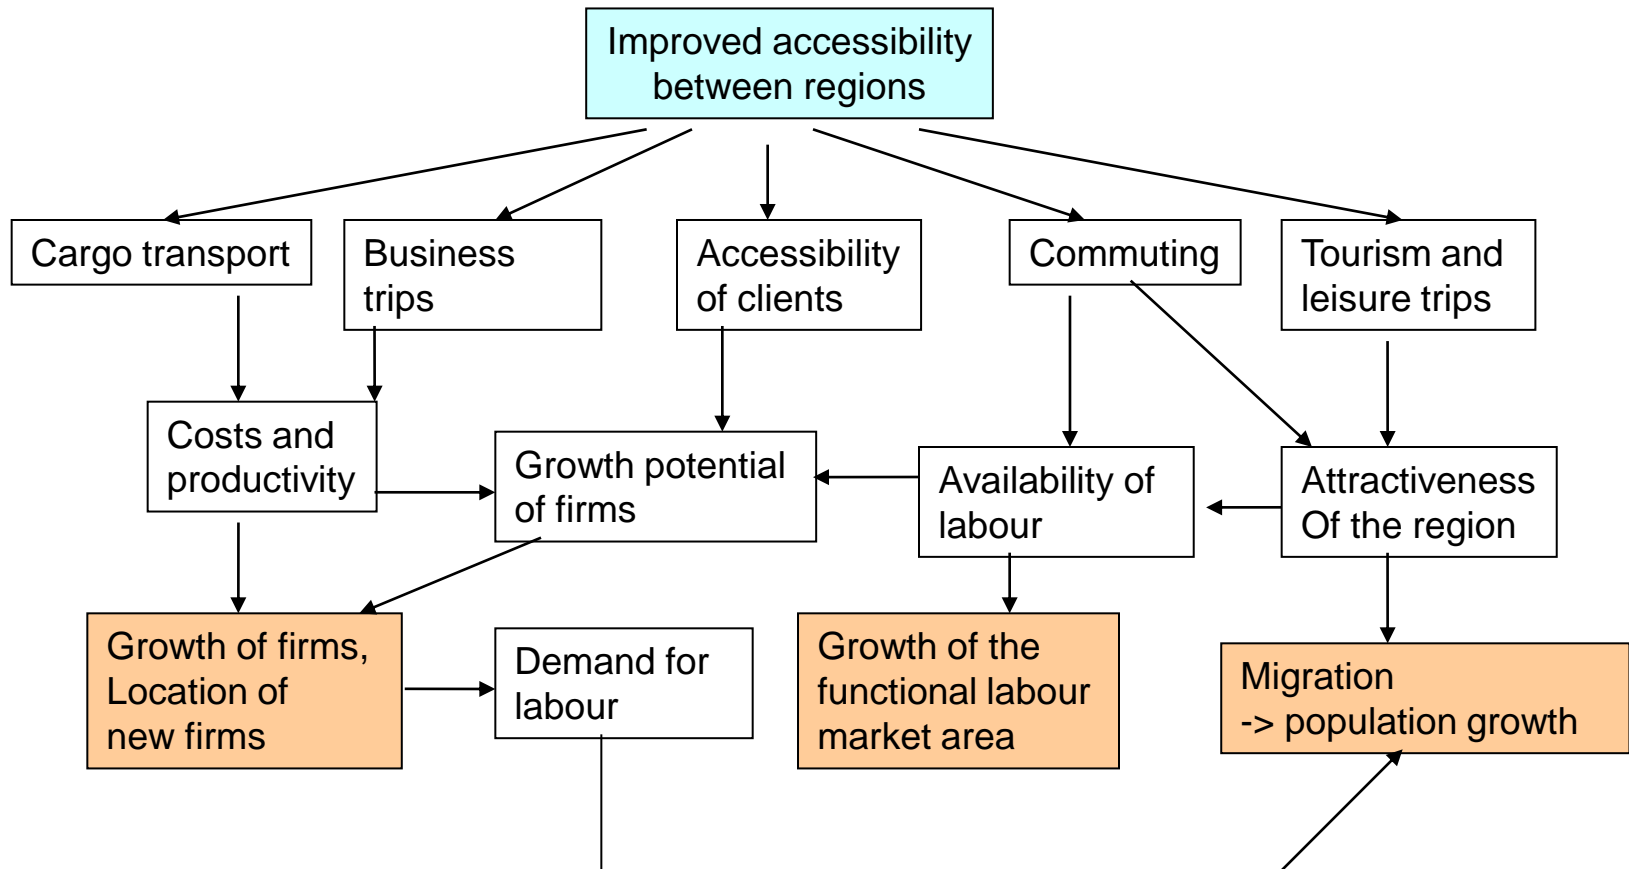 Improved accessibility
between regions
Cargo transport
Business
trips
Accessibility
of clients
Commuting
Tourism and
leisure trips
Costs and
productivity
Growth potential
of firms
Availability of
labour
Attractiveness
Of the region
Growth of firms,
Location of
new firms
Demand for
labour
Growth of the
functional labour
market area
Migration
-> population growth